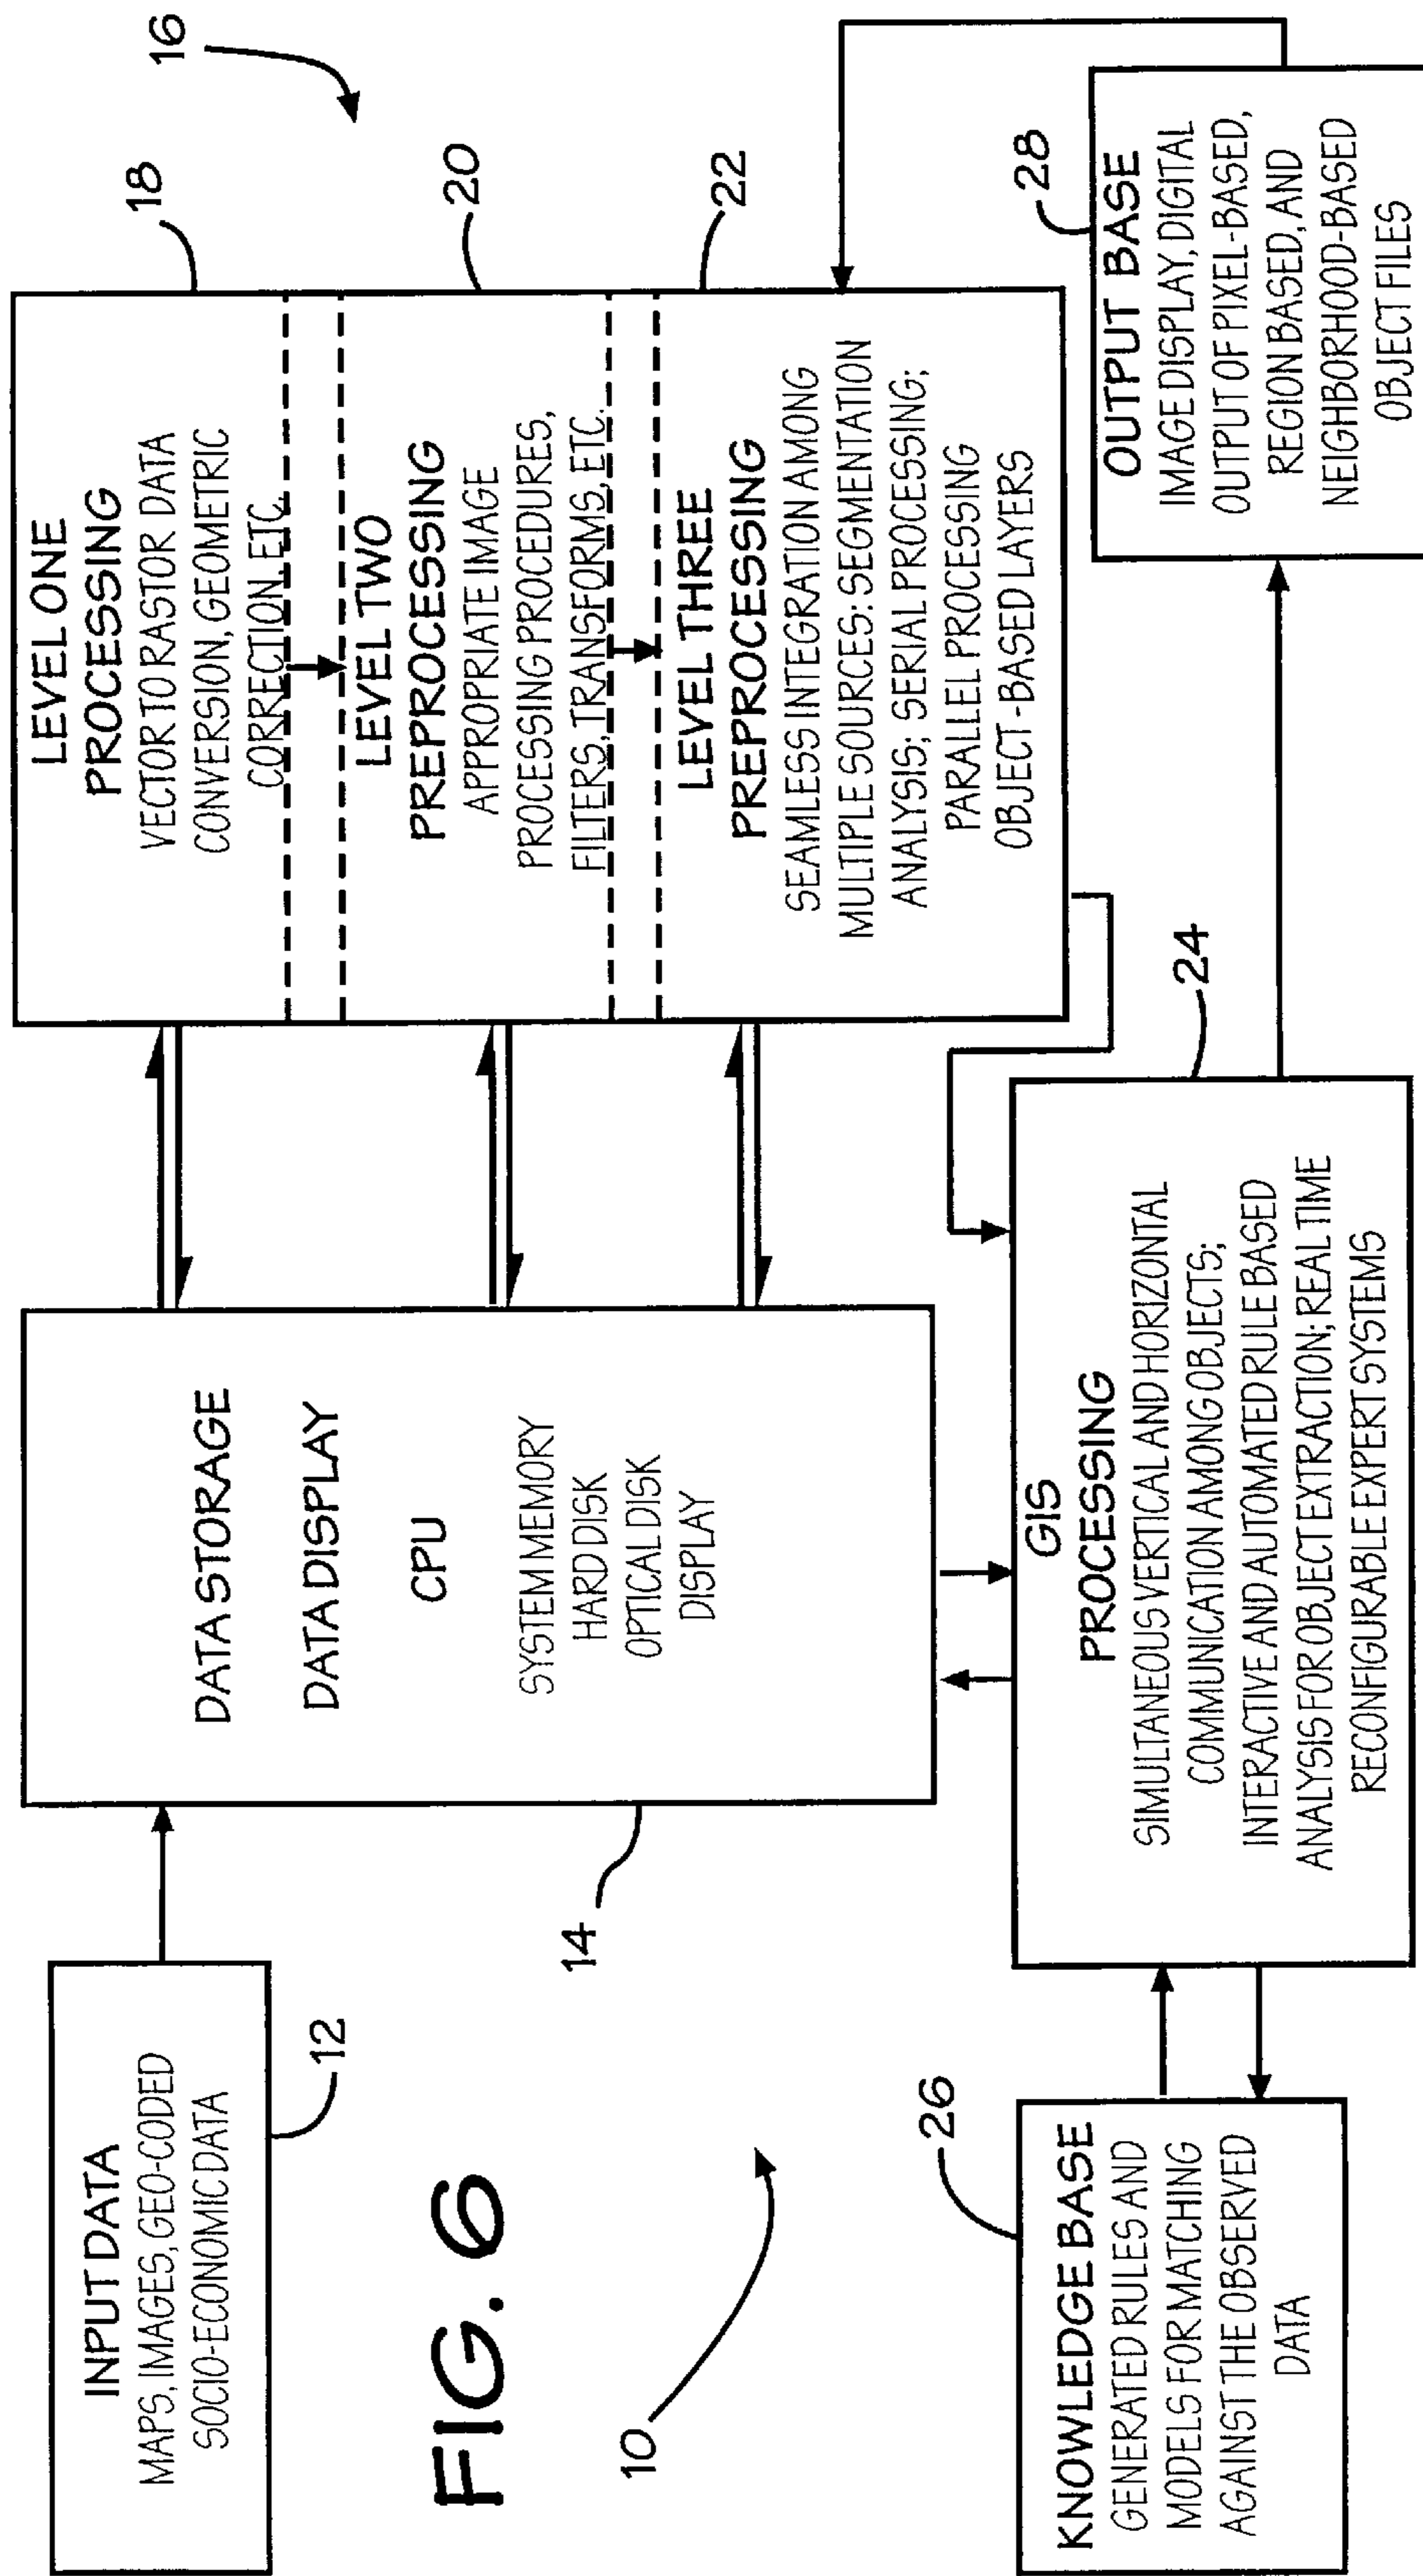 INPUT DATA
MAPS, IMAGES, GEO-CODED
SOCIO-ECONOMIC DATA
12
DATA STORAGE
DATA DISPLAY
CPU
SYSTEM MEMORY
HARD DISK
OPTICAL DISK
DISPLAY
14
16
LEVEL ONE
PROCESSING
VECTOR TO RASTOR DATA
CONVERSION, GEOMETRIC
CORRECTION, ETC.
18
LEVEL TWO
PREPROCESSING
APPROPRIATE IMAGE
PROCESSING PROCEDURES,
FILTERS, TRANSFORMS, ETC.
20
LEVEL THREE
PREPROCESSING
SEAMLESS INTEGRATION AMONG
MULTIPLE SOURCES: SEGMENTATION
ANALYSIS; SERIAL PROCESSING;
PARALLEL PROCESSING
OBJECT-BASED LAYERS
22
FIG. 6
10
KNOWLEDGE BASE
GENERATED RULES AND
MODELS FOR MATCHING
AGAINST THE OBSERVED
DATA
26
GIS
PROCESSING
SIMULTANEOUS VERTICAL AND HORIZONTAL
COMMUNICATION AMONG OBJECTS;
INTERACTIVE AND AUTOMATED RULE BASED
ANALYSIS FOR OBJECT EXTRACTION; REAL TIME
RECONFIGURABLE EXPERT SYSTEMS
24
OUTPUT BASE
IMAGE DISPLAY, DIGITAL
OUTPUT OF PIXEL-BASED,
REGION BASED, AND
NEIGHBORHOOD-BASED
OBJECT FILES
28